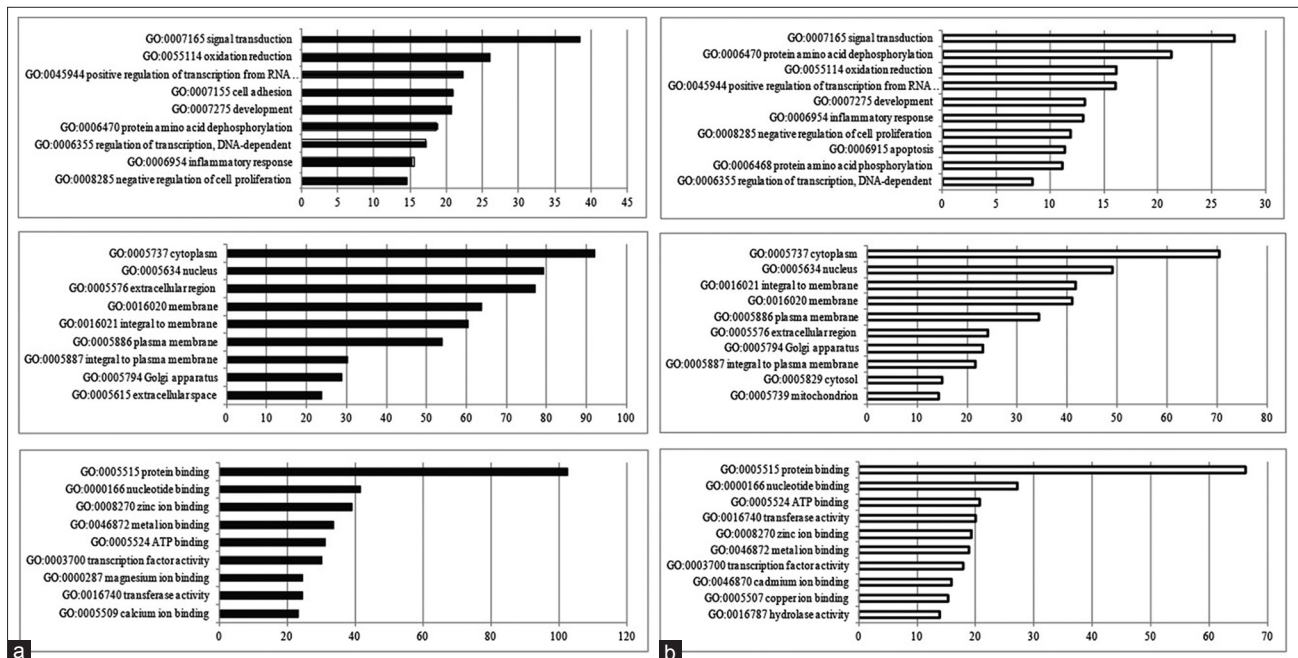 GO:0007165 signal transduction
GO:0055114 oxidation reduction
GO:0045944 positive regulation of transcription from RNA...
GO:0007155 cell adhesion
GO:0007275 development
GO:0006470 protein amino acid dephosphorylation
GO:0006355 regulation of transcription, DNA-dependent
GO:0006954 inflammatory response
GO:0008285 negative regulation of cell proliferation
0 5 10 15 20 25 30 35 40 45
GO:0005737 cytoplasm
GO:0005634 nucleus
GO:0005576 extracellular region
GO:0016020 membrane
GO:0016021 integral to membrane
GO:0005886 plasma membrane
GO:0005887 integral to plasma membrane
GO:0005794 Golgi apparatus
GO:0005615 extracellular space
0 10 20 30 40 50 60 70 80 90 100
GO:0005515 protein binding
GO:0000166 nucleotide binding
GO:0008270 zinc ion binding
GO:0046872 metal ion binding
GO:0005524 ATP binding
GO:0003700 transcription factor activity
GO:0000287 magnesium ion binding
GO:0016740 transferase activity
GO:0005509 calcium ion binding
0 20 40 60 80 100 120
a
GO:0007165 signal transduction
GO:0006470 protein amino acid dephosphorylation
GO:0055114 oxidation reduction
GO:0045944 positive regulation of transcription from RNA...
GO:0007275 development
GO:0006954 inflammatory response
GO:0008285 negative regulation of cell proliferation
GO:0006915 apoptosis
GO:0006468 protein amino acid phosphorylation
GO:0006355 regulation of transcription, DNA-dependent
0 5 10 15 20 25 30
GO:0005737 cytoplasm
GO:0005634 nucleus
GO:0016021 integral to membrane
GO:0016020 membrane
GO:0005886 plasma membrane
GO:0005576 extracellular region
GO:0005794 Golgi apparatus
GO:0005887 integral to plasma membrane
GO:0005829 cytosol
GO:0005739 mitochondrion
0 10 20 30 40 50 60 70 80
GO:0005515 protein binding
GO:0000166 nucleotide binding
GO:0005524 ATP binding
GO:0016740 transferase activity
GO:0008270 zinc ion binding
GO:0046872 metal ion binding
GO:0003700 transcription factor activity
GO:0046870 cadmium ion binding
GO:0005507 copper ion binding
GO:0016787 hydrolase activity
0 10 20 30 40 50 60 70
b